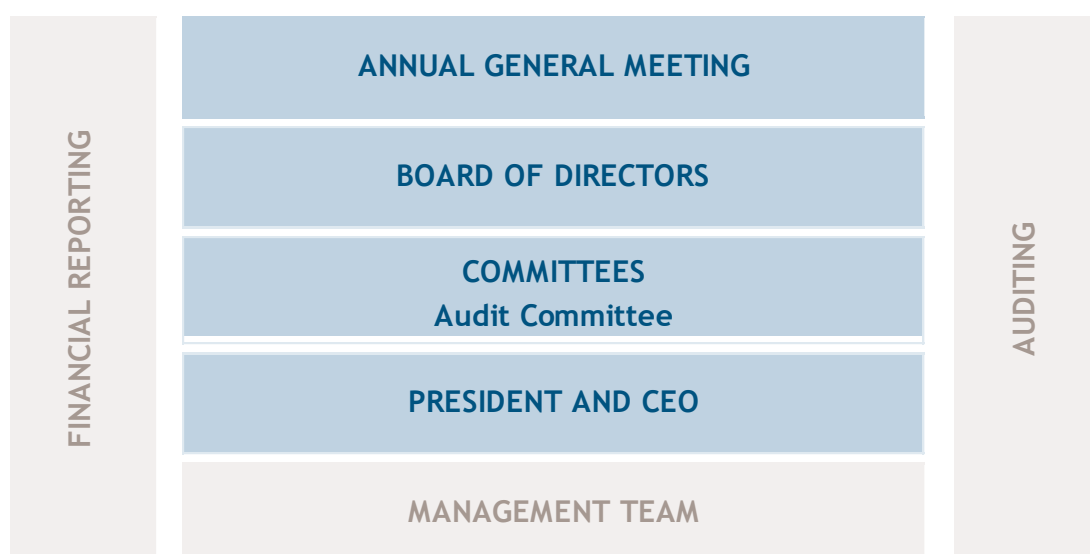 FINANCIAL REPORTING
ANNUAL GENERAL MEETING
BOARD OF DIRECTORS
COMMITTEES
Audit Committee
PRESIDENT AND CEO
MANAGEMENT TEAM
AUDITING